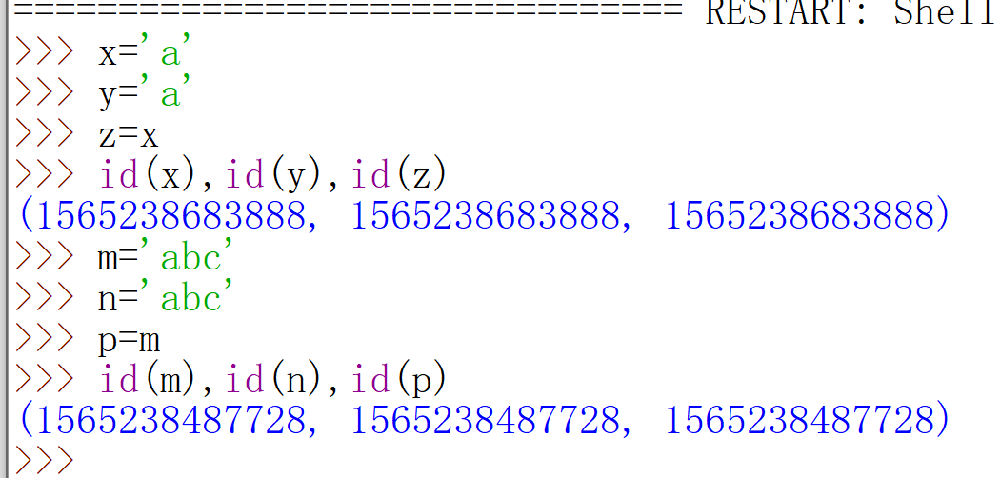 ================================ RESTART: Shell
>>> x='a'
>>> y='a'
>>> z=x
>>> id(x),id(y),id(z)
(1565238683888, 1565238683888, 1565238683888)
>>> m='abc'
>>> n='abc'
>>> p=m
>>> id(m),id(n),id(p)
(1565238487728, 1565238487728, 1565238487728)
>>>